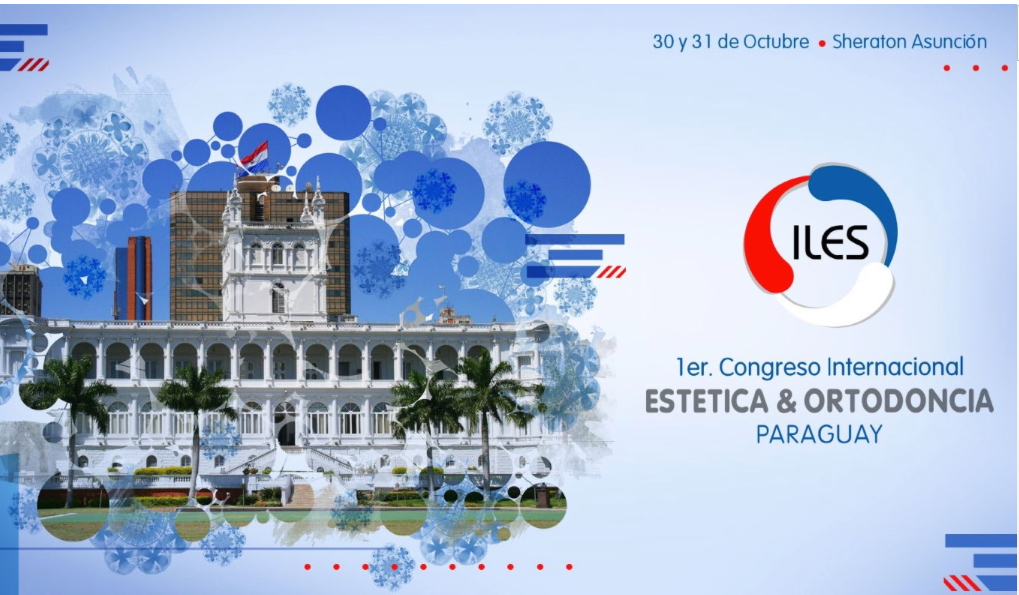 30 y 31 de Octubre • Sheraton Asunción
ILES
1er. Congreso Internacional
ESTETICA & ORTODONCIA
PARAGUAY